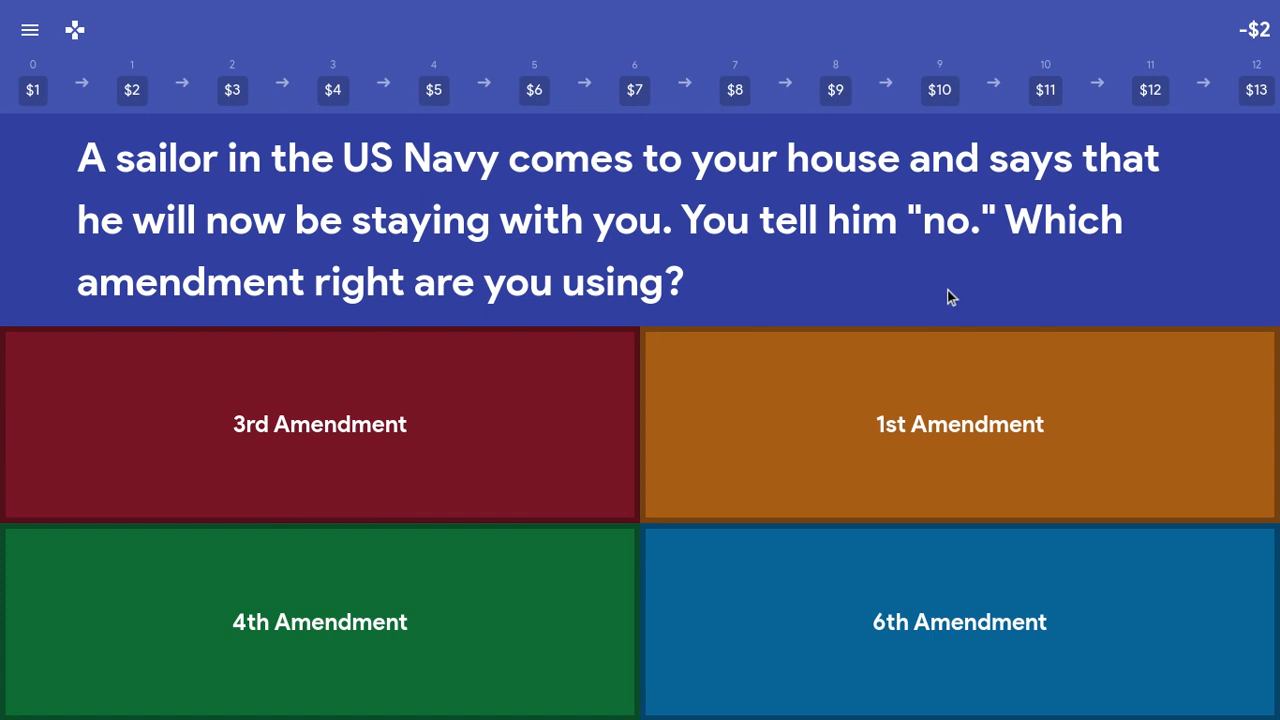 -$2
0 1 2 3 4 5 6 7 8 9 10 11 12
$1 → $2 → $3 → $4 → $5 → $6 → $7 → $8 → $9 → $10 → $11 → $12 → $13
A sailor in the US Navy comes to your house and says that
he will now be staying with you. You tell him "no." Which
amendment right are you using?
3rd Amendment
1st Amendment
4th Amendment
6th Amendment